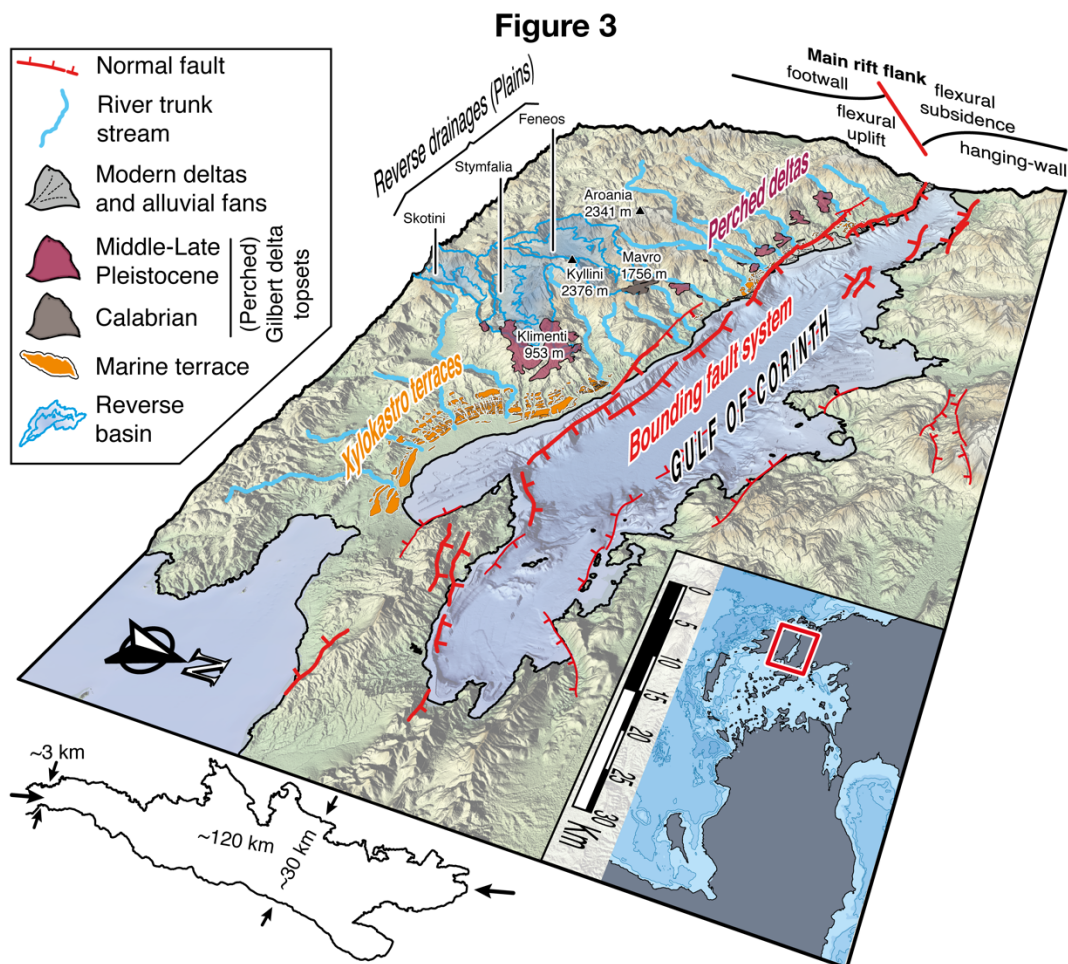 Figure 3
Normal fault
River trunk
stream
Modern deltas
and alluvial fans
Middle-Late
Pleistocene
Calabrian
(Perched)
Gilbert delta
topsets
Marine terrace
Reverse
basin
Main rift flank
footwall
flexural
subsidence
flexural
uplift
hanging-wall
Reverse drainages (Plains)
Feneos
Stymfalia
Skotini
Aroania
2341 m
Perched deltas
Mavro
1756 m
Kyllini
2376 m
Klimenti
953 m
Xylokastro terraces
Bounding fault system
GULF OF CORINTH
N
0
5
10
15
20
25
30
Km
~3 km
~120 km
~30 km